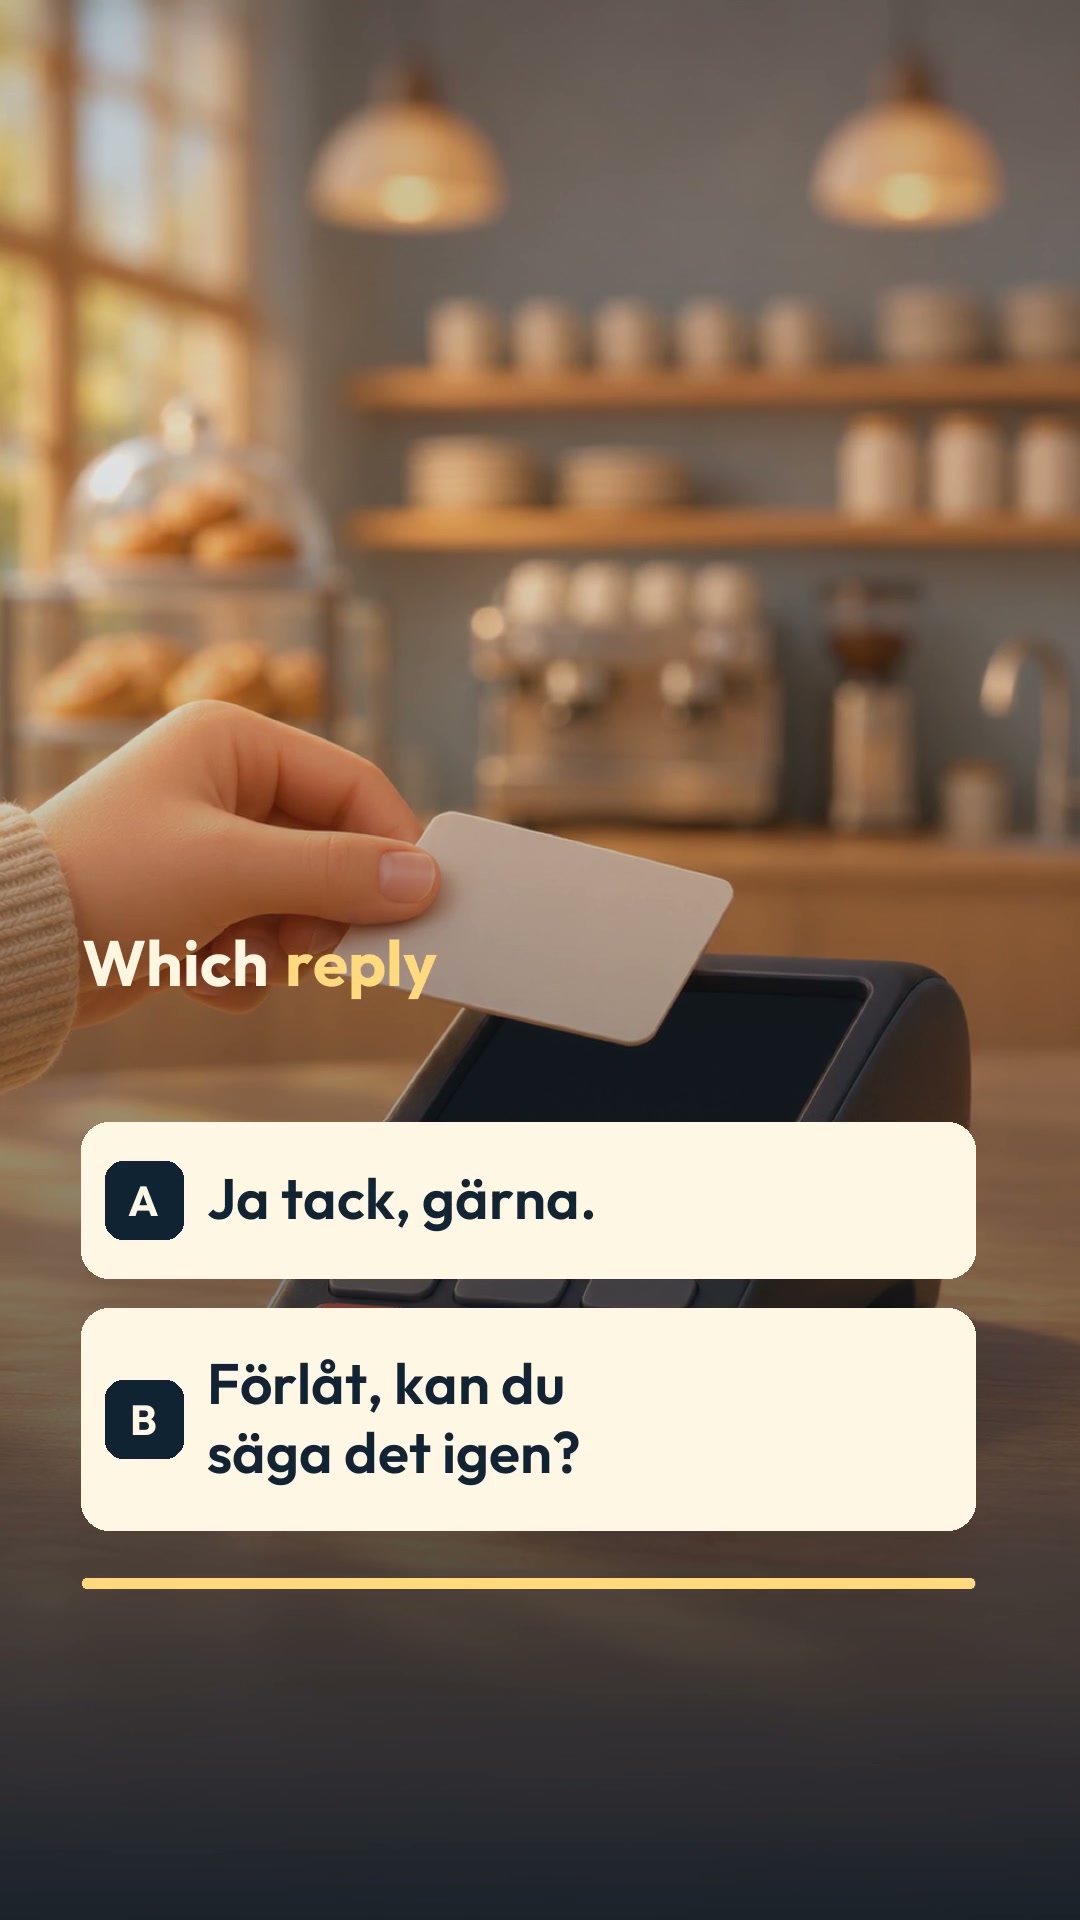 Which reply
A
Ja tack, gärna.
B
Förlåt, kan du
säga det igen?